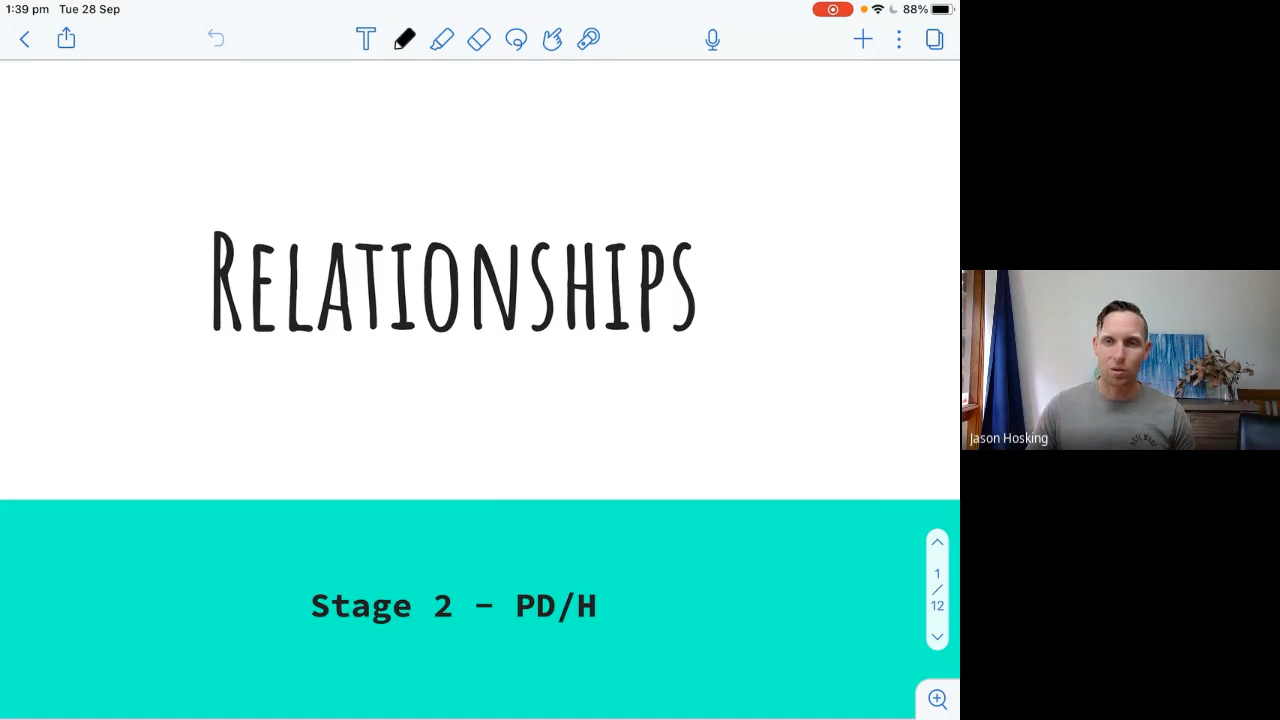 1:39 pm Tue 28 Sep
88%
Relationships
Jason Hosking
Stage 2 - PD/H
1
/
12